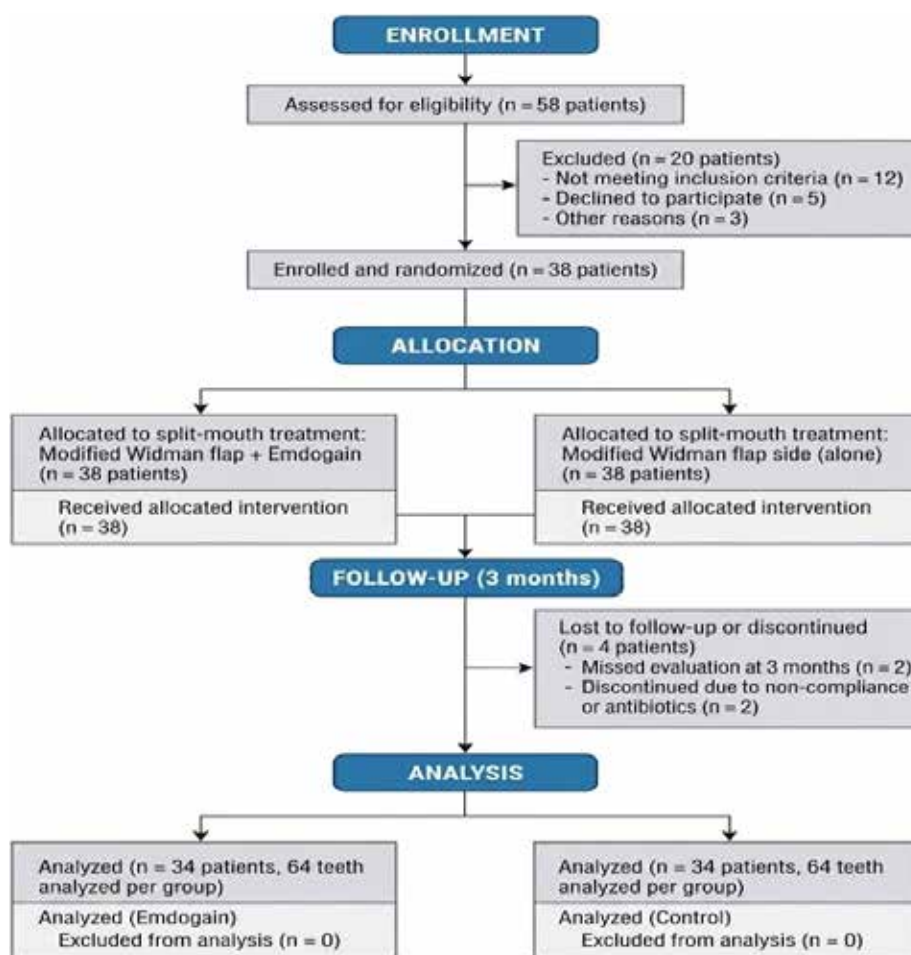 ENROLLMENT
Assessed for eligibility (n = 58 patients)
Excluded (n = 20 patients)
- Not meeting inclusion criteria (n = 12)
- Declined to participate (n = 5)
- Other reasons (n = 3)
Enrolled and randomized (n = 38 patients)
ALLOCATION
Allocated to split-mouth treatment:
Modified Widman flap + Emdogain
(n = 38 patients)
Received allocated intervention
(n = 38)
Allocated to split-mouth treatment:
Modified Widman flap side (alone)
(n = 38 patients)
Received allocated intervention
(n = 38)
FOLLOW-UP (3 months)
Lost to follow-up or discontinued
(n = 4 patients)
- Missed evaluation at 3 months (n = 2)
- Discontinued due to non-compliance
or antibiotics (n = 2)
ANALYSIS
Analyzed (n = 34 patients, 64 teeth
analyzed per group)
Analyzed (Emdogain)
Excluded from analysis (n = 0)
Analyzed (n = 34 patients, 64 teeth
analyzed per group)
Analyzed (Control)
Excluded from analysis (n = 0)